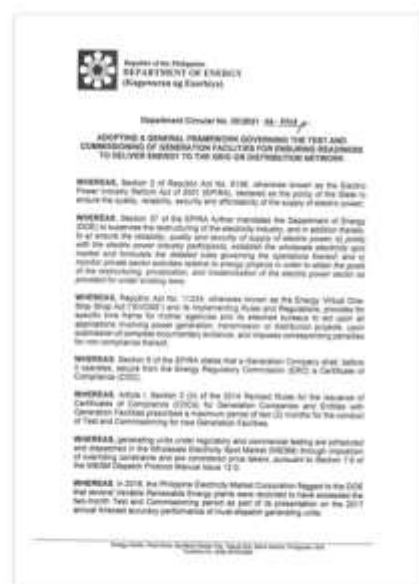 Republic of the Philippines
DEPARTMENT OF ENERGY
(Kagawaran ng Enerhiya)
Department Circular No. DC2021-
ADOPTING A GENERAL FRAMEWORK GOVERNING THE TEST AND
COMMISSIONING OF GENERATION FACILITIES FOR ENSURING READINESS
TO DELIVER ENERGY TO THE GRID OR DISTRIBUTION NETWORK
WHEREAS, Section 2 of Republic Act No. 9136, otherwise known as the Electric
Power Industry Reform Act of 2001 (EPIRA), declared as the policy of the State to
ensure the quality, reliability, security and affordability of the supply of electric power;
WHEREAS, Section 37 of the EPIRA further mandated the Department of Energy
(DOE) to supervise the restructuring of the electricity industry, and in addition thereto,
to a) ensure the reliability, quality and security of supply of electric power; b) jointly
with the electric power industry participants, establish the wholesale electricity spot
market and formulate the detailed rules governing the operations thereof; and c)
monitor private sector activities relative to energy projects in order to attain the goals
of the restructuring, privatization, and modernization of the electric power sector as
provided for under existing laws;
WHEREAS, Republic Act No. 11234, otherwise known as the Energy Virtual One-
Stop Shop Act ("EVOSS") and its Implementing Rules and Regulations, provides for
specific time frame for mother agencies and its attached bureaus to act upon all
applications involving power generation, transmission or distribution projects, upon
submission of complete documentary evidence, and imposes corresponding penalties
for non-compliance thereof;
WHEREAS, Section 6 of the EPIRA states that a Generation Company shall, before
it operates, secure from the Energy Regulatory Commission (ERC) a Certificate of
Compliance (COC);
WHEREAS, Article I, Section 2 of the 2014 Revised Rules for the Issuance of
Certificates of Compliance (COCs) for Generation Companies and Entities with
Generation Facilities prescribes a maximum period of two (2) months for the conduct
of Test and Commissioning for new Generation Facilities;
WHEREAS, generating units under regulatory and commercial testing are scheduled
and dispatched in the Wholesale Electricity Spot Market (WESM) through imposition
of overriding constraints and are considered price takers, pursuant to Section 7.9 of
the WESM Dispatch Protocol Manual Issue 12.0;
WHEREAS, in 2018, the Philippine Electricity Market Corporation flagged to the DOE
that several Variable Renewable Energy plants were recorded to have exceeded the
two-month Test and Commissioning period as part of its presentation on the 2017
annual forecast accuracy performance of must-dispatch generating units;